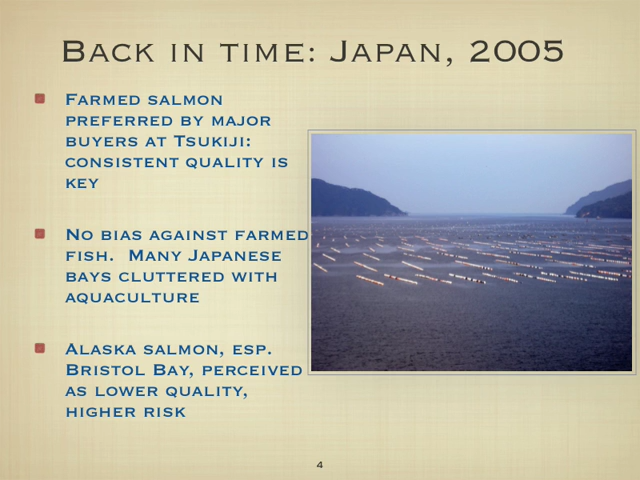 Back in time: Japan, 2005
Farmed salmon
preferred by major
buyers at Tsukiji:
consistent quality is
key
No bias against farmed
fish. Many Japanese
bays cluttered with
aquaculture
Alaska salmon, esp.
Bristol Bay, perceived
as lower quality,
higher risk
4